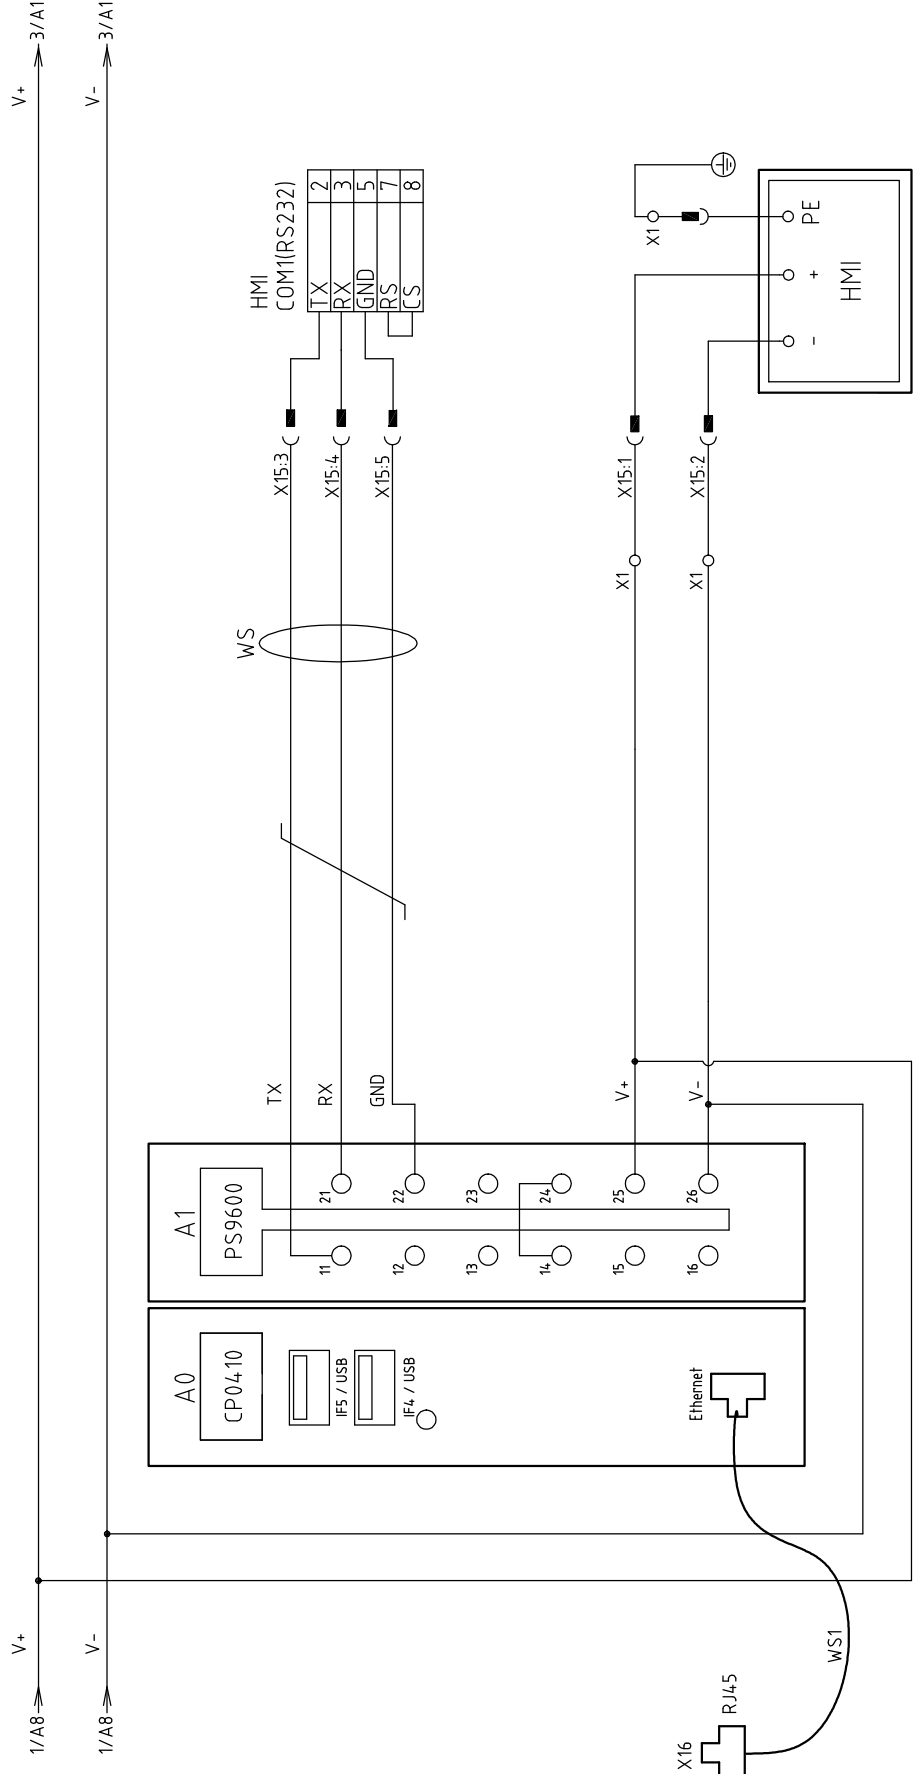 1/A8
V+
V+
3/A1
1/A8
V-
V-
3/A1
A0
CP0410
IF5 / USB
IF4 / USB
Ethernet
A1
PS9600
11
12
13
14
15
16
21
22
23
24
25
26
TX
RX
GND
V+
V-
WS
X15:3
X15:4
X15:5
HMI
COM1(RS232)
TX 2
RX 3
GND 5
RS 7
CS 8
X1
X1
X15:1
X15:2
X1
-
+
PE
HMI
X16
RJ45
WS1